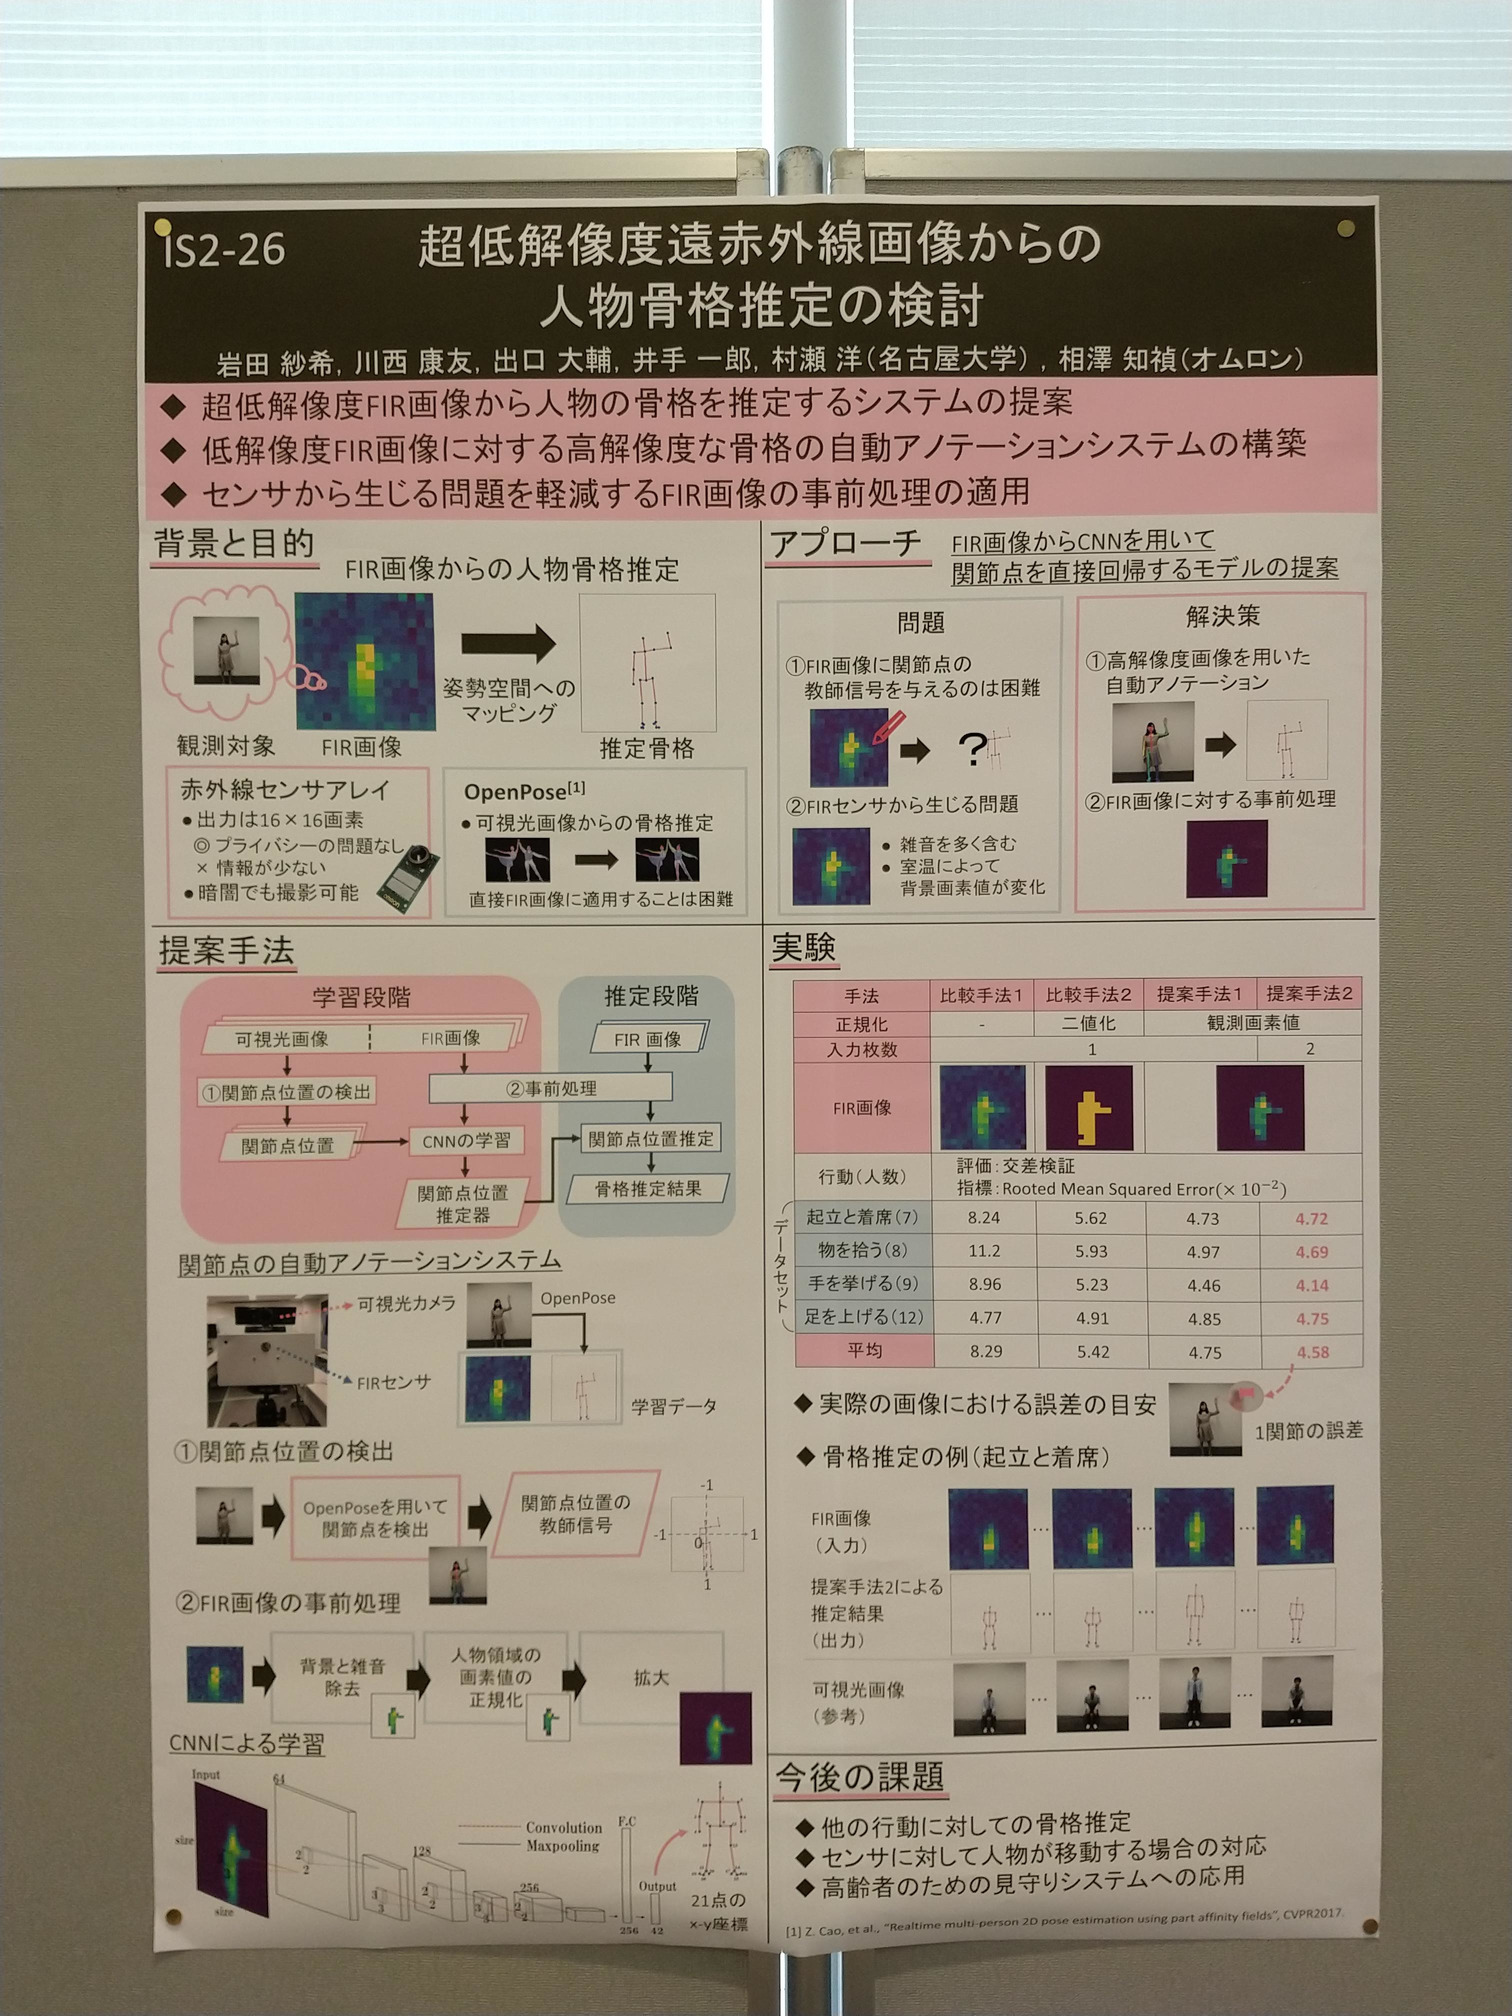 IS2-26
超低解像度遠赤外線画像からの
人物骨格推定の検討
岩田 紗希, 川西 康友, 出口 大輔, 井手 一郎, 村瀬 洋(名古屋大学) , 相澤 知禎(オムロン)
◆ 超低解像度FIR画像から人物の骨格を推定するシステムの提案
◆ 低解像度FIR画像に対する高解像度な骨格の自動アノテーションシステムの構築
◆ センサから生じる問題を軽減するFIR画像の事前処理の適用
背景と目的
FIR画像からの人物骨格推定
姿勢空間への
マッピング
観測対象
FIR画像
推定骨格
赤外線センサアレイ
● 出力は16×16画素
◎ プライバシーの問題なし
× 情報が少ない
● 暗闇でも撮影可能
OpenPose[1]
● 可視光画像からの骨格推定
直接FIR画像に適用することは困難
アプローチ
FIR画像からCNNを用いて
関節点を直接回帰するモデルの提案
問題
①FIR画像に関節点の
教師信号を与えるのは困難
?
②FIRセンサから生じる問題
● 雑音を多く含む
● 室温によって
背景画素値が変化
解決策
①高解像度画像を用いた
自動アノテーション
②FIR画像に対する事前処理
提案手法
学習段階
推定段階
可視光画像
FIR画像
FIR 画像
①関節点位置の検出
②事前処理
関節点位置
CNNの学習
関節点位置推定
関節点位置
推定器
骨格推定結果
関節点の自動アノテーションシステム
可視光カメラ
FIRセンサ
OpenPose
学習データ
①関節点位置の検出
OpenPoseを用いて
関節点を検出
関節点位置の
教師信号
-1
-1
0
1
1
②FIR画像の事前処理
背景と雑音
除去
人物領域の
画素値の
正規化
拡大
CNNによる学習
Input
size
size
64
2
2
3
3
128
2
2
3
3
256
2
2
Convolution
Maxpooling
F.C
256
Output
42
21点の
x-y座標
実験
手法 比較手法1 比較手法2 提案手法1 提案手法2
正規化 - 二値化 観測画素値
入力枚数 1 2
FIR画像
行動(人数)
評価:交差検証
指標:Rooted Mean Squared Error(× 10−2)
データセット
起立と着席(7) 8.24 5.62 4.73 4.72
物を拾う(8) 11.2 5.93 4.97 4.69
手を挙げる(9) 8.96 5.23 4.46 4.14
足を上げる(12) 4.77 4.91 4.85 4.75
平均 8.29 5.42 4.75 4.58
◆ 実際の画像における誤差の目安
1関節の誤差
◆ 骨格推定の例(起立と着席)
FIR画像
(入力)
… … …
提案手法2による
推定結果
(出力)
… … …
可視光画像
(参考)
… … …
今後の課題
◆ 他の行動に対しての骨格推定
◆ センサに対して人物が移動する場合の対応
◆ 高齢者のための見守りシステムへの応用
[1] Z. Cao, et al., “Realtime multi-person 2D pose estimation using part affinity fields”, CVPR2017.